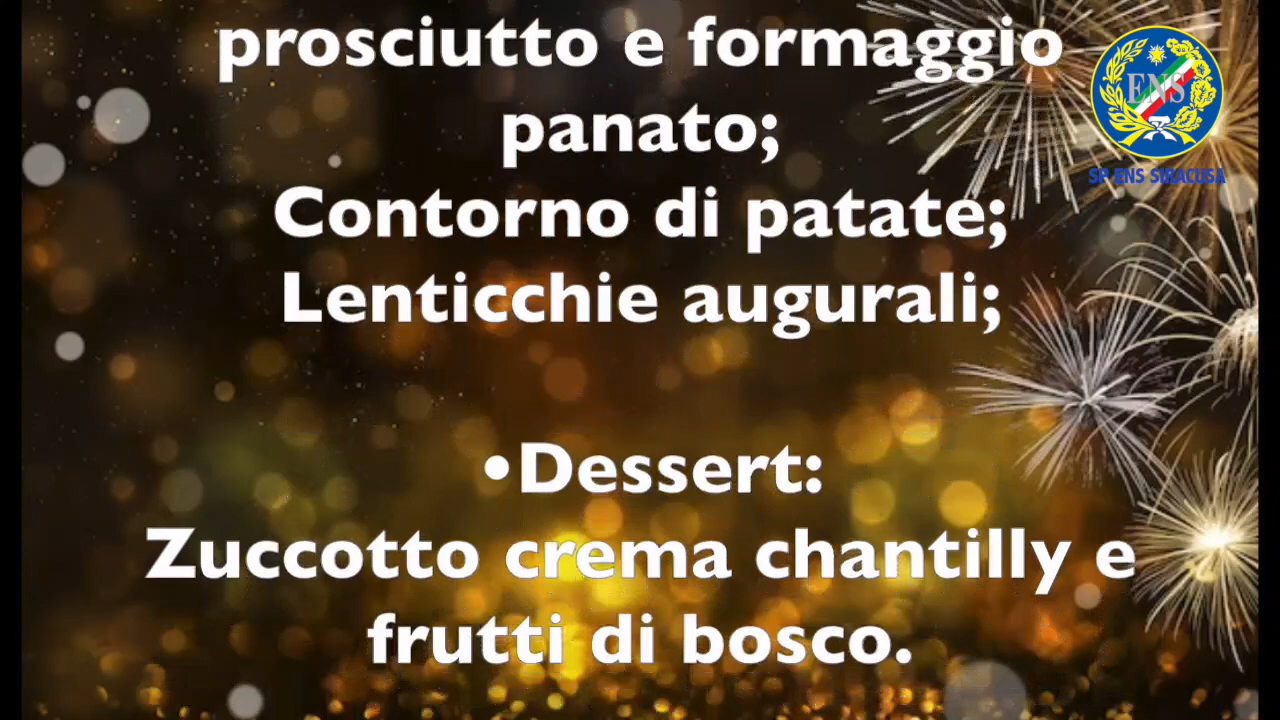 prosciutto e formaggio
panato;
Contorno di patate;
Lenticchie augurali;
•Dessert:
Zuccotto crema chantilly e
frutti di bosco.
ENS
SP ENS SIRACUSA